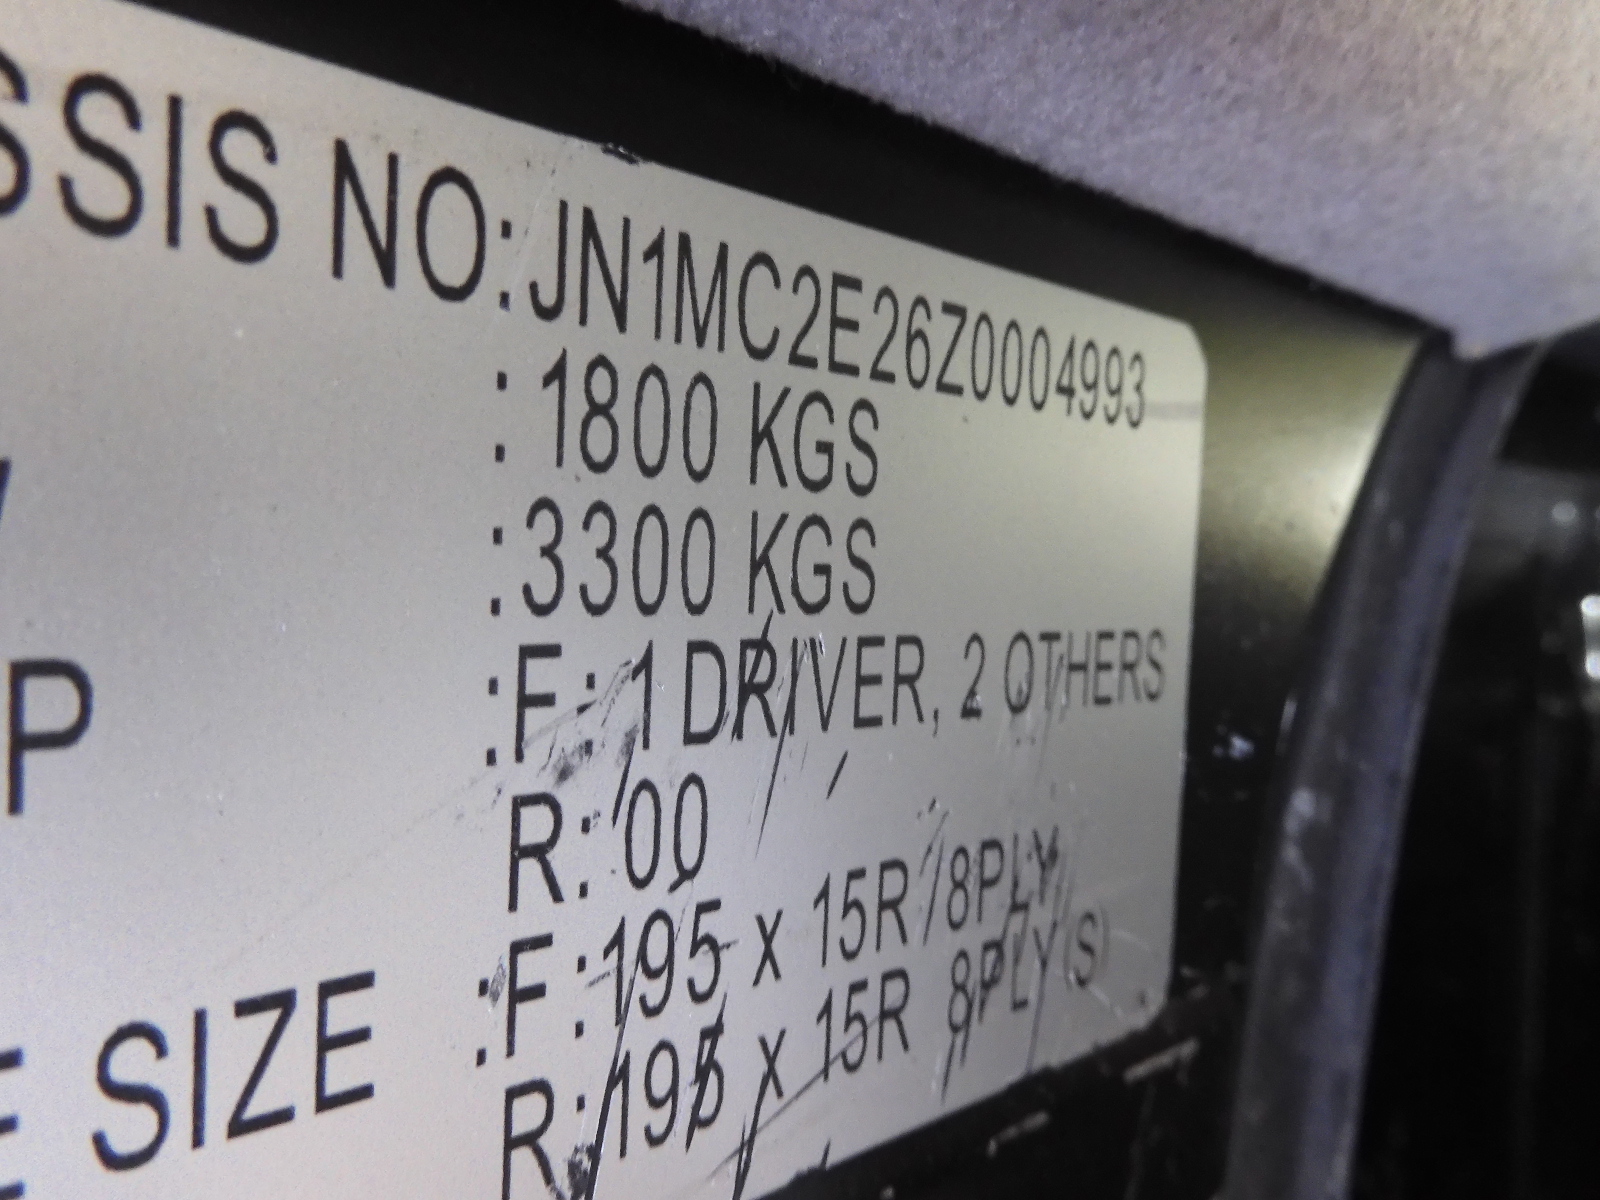 SSIS NO: JN1MC2E26Z0004993
: 1800 KGS
: 3300 KGS
P : F : 1 DRIVER, 2 OTHERS
R : 00
SIZE : F : 195 x 15R /8PLY
R : 195 x 15R 8PLY(S)